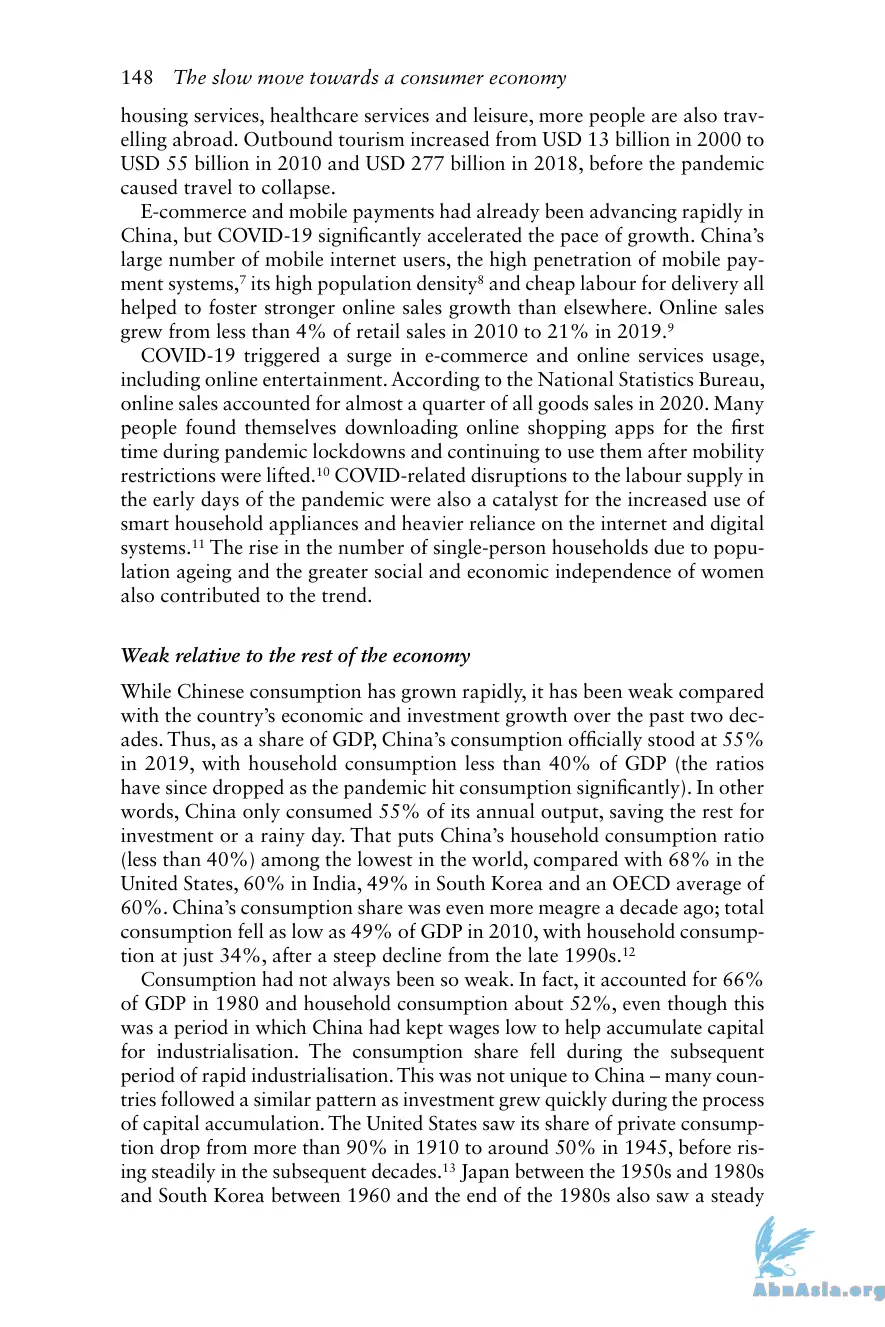 148 The slow move towards a consumer economy
housing services, healthcare services and leisure, more people are also trav-
elling abroad. Outbound tourism increased from USD 13 billion in 2000 to
USD 55 billion in 2010 and USD 277 billion in 2018, before the pandemic
caused travel to collapse.
E-commerce and mobile payments had already been advancing rapidly in
China, but COVID-19 significantly accelerated the pace of growth. China’s
large number of mobile internet users, the high penetration of mobile pay-
ment systems,⁷ its high population density⁸ and cheap labour for delivery all
helped to foster stronger online sales growth than elsewhere. Online sales
grew from less than 4% of retail sales in 2010 to 21% in 2019.⁹
COVID-19 triggered a surge in e-commerce and online services usage,
including online entertainment. According to the National Statistics Bureau,
online sales accounted for almost a quarter of all goods sales in 2020. Many
people found themselves downloading online shopping apps for the first
time during pandemic lockdowns and continuing to use them after mobility
restrictions were lifted.¹⁰ COVID-related disruptions to the labour supply in
the early days of the pandemic were also a catalyst for the increased use of
smart household appliances and heavier reliance on the internet and digital
systems.¹¹ The rise in the number of single-person households due to popu-
lation ageing and the greater social and economic independence of women
also contributed to the trend.
Weak relative to the rest of the economy
While Chinese consumption has grown rapidly, it has been weak compared
with the country’s economic and investment growth over the past two dec-
ades. Thus, as a share of GDP, China’s consumption officially stood at 55%
in 2019, with household consumption less than 40% of GDP (the ratios
have since dropped as the pandemic hit consumption significantly). In other
words, China only consumed 55% of its annual output, saving the rest for
investment or a rainy day. That puts China’s household consumption ratio
(less than 40%) among the lowest in the world, compared with 68% in the
United States, 60% in India, 49% in South Korea and an OECD average of
60%. China’s consumption share was even more meagre a decade ago; total
consumption fell as low as 49% of GDP in 2010, with household consump-
tion at just 34%, after a steep decline from the late 1990s.¹²
Consumption had not always been so weak. In fact, it accounted for 66%
of GDP in 1980 and household consumption about 52%, even though this
was a period in which China had kept wages low to help accumulate capital
for industrialisation. The consumption share fell during the subsequent
period of rapid industrialisation. This was not unique to China – many coun-
tries followed a similar pattern as investment grew quickly during the process
of capital accumulation. The United States saw its share of private consump-
tion drop from more than 90% in 1910 to around 50% in 1945, before ris-
ing steadily in the subsequent decades.¹³ Japan between the 1950s and 1980s
and South Korea between 1960 and the end of the 1980s also saw a steady
AbnAsia.org